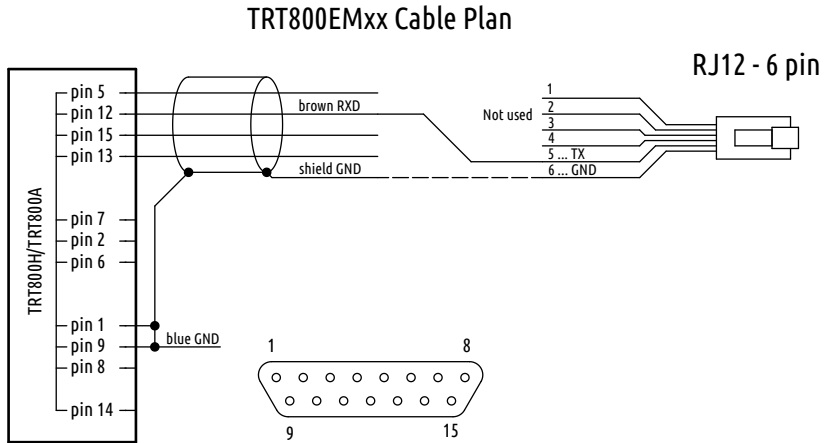 TRT800EMxx Cable Plan
RJ12 - 6 pin
TRT800H/TRT800A
pin 5
pin 12
pin 15
pin 13
pin 7
pin 2
pin 6
pin 1
pin 9
pin 8
pin 14
brown RXD
shield GND
blue GND
Not used
1
2
3
4
5 ... TX
6 ... GND
1
8
9
15